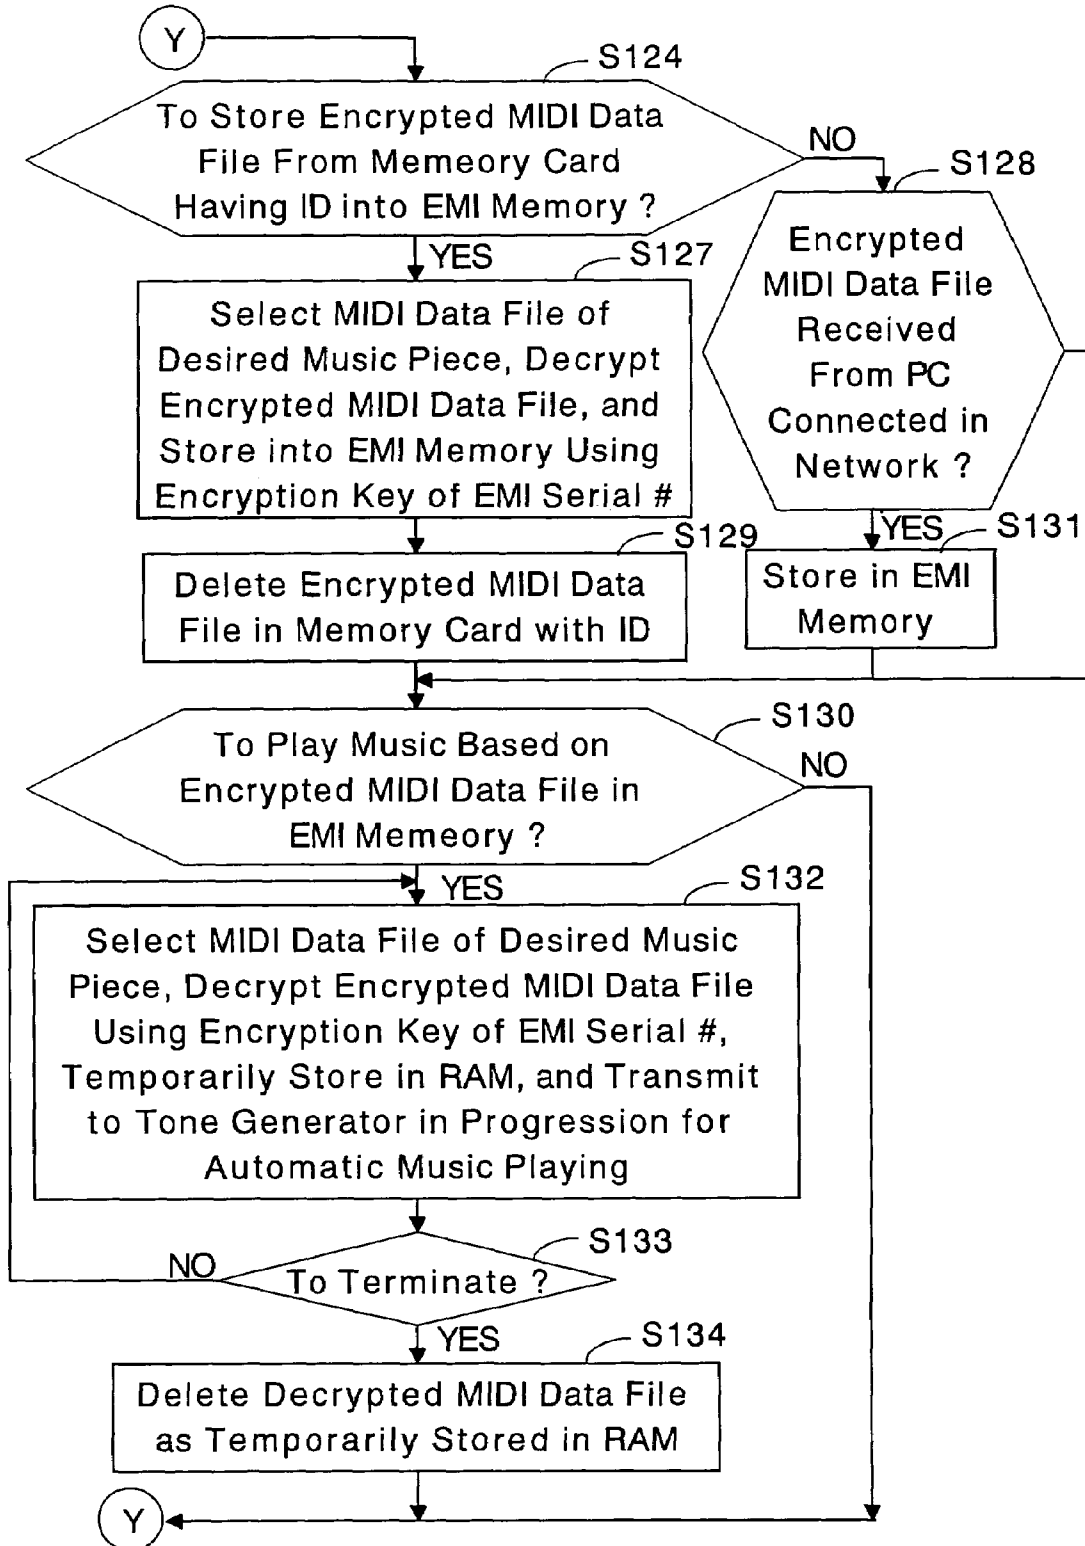 Y
S124
To Store Encrypted MIDI Data
File From Memeory Card
Having ID into EMI Memory ?
NO
YES
S128
Encrypted
MIDI Data File
Received
From PC
Connected in
Network ?
S127
Select MIDI Data File of
Desired Music Piece, Decrypt
Encrypted MIDI Data File, and
Store into EMI Memory Using
Encryption Key of EMI Serial #
YES
S131
Store in EMI
Memory
S129
Delete Encrypted MIDI Data
File in Memory Card with ID
S130
To Play Music Based on
Encrypted MIDI Data File in
EMI Memeory ?
NO
YES
S132
Select MIDI Data File of Desired Music
Piece, Decrypt Encrypted MIDI Data File
Using Encryption Key of EMI Serial #,
Temporarily Store in RAM, and Transmit
to Tone Generator in Progression for
Automatic Music Playing
S133
NO
To Terminate ?
YES
S134
Delete Decrypted MIDI Data File
as Temporarily Stored in RAM
Y